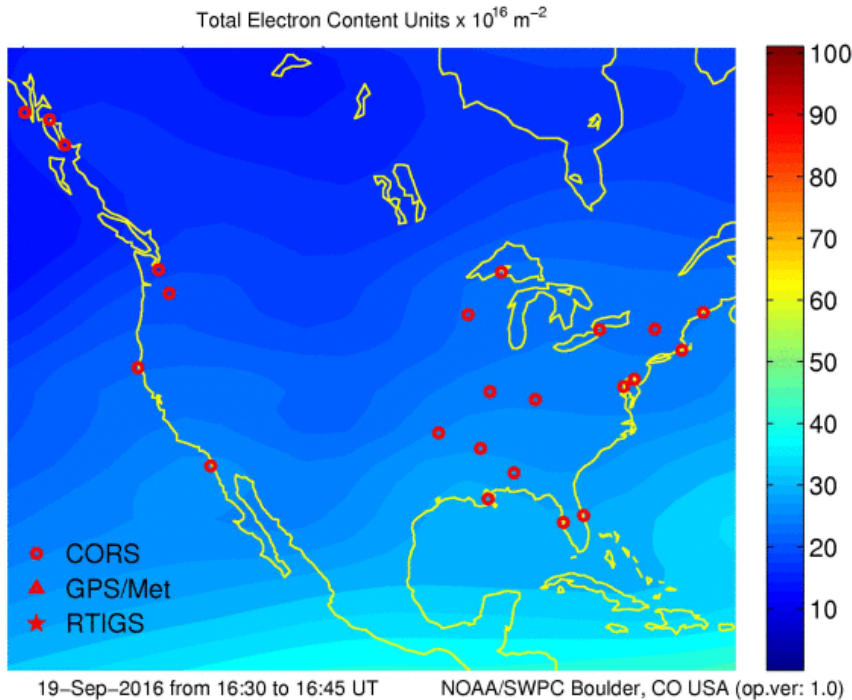 Total Electron Content Units x 10^16 m^−2
100
90
80
70
60
50
40
30
20
10
CORS
GPS/Met
RTIGS
19−Sep−2016 from 16:30 to 16:45 UT NOAA/SWPC Boulder, CO USA (op.ver: 1.0)